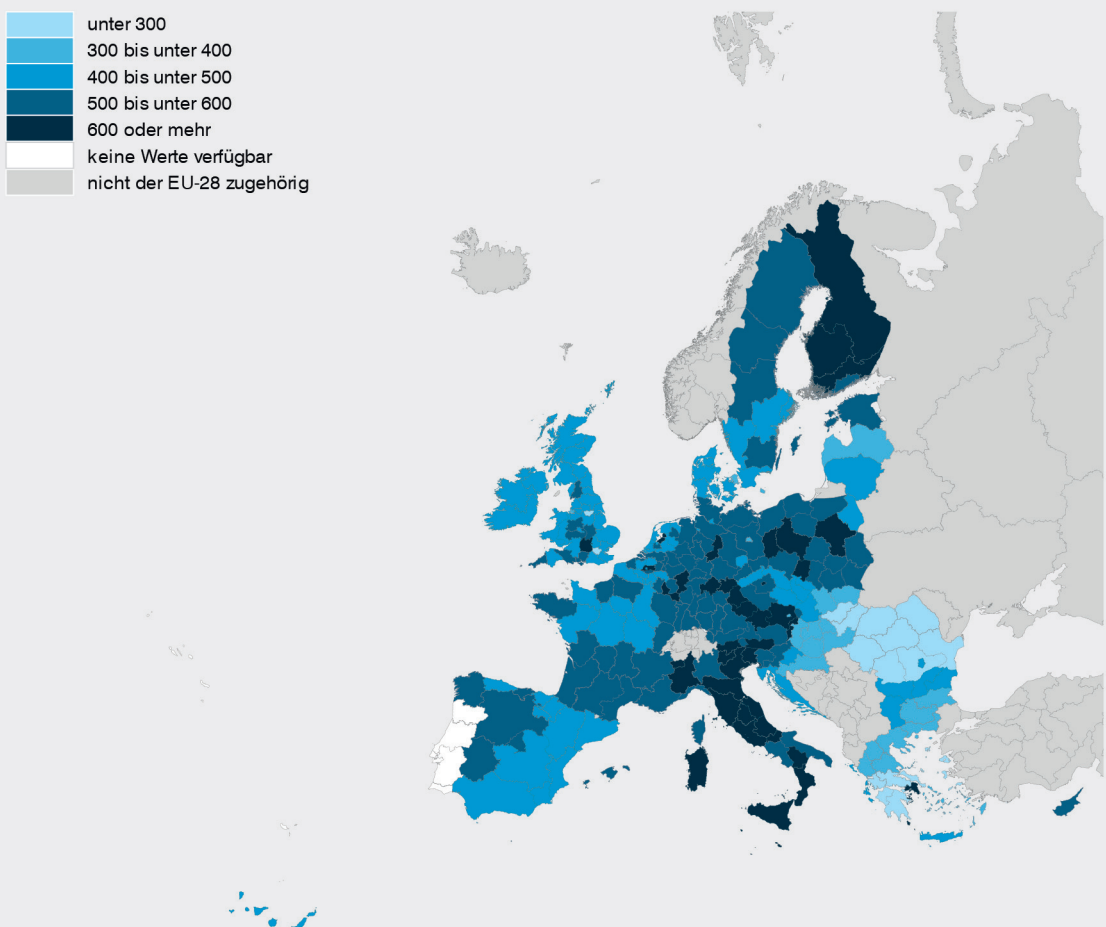 unter 300
300 bis unter 400
400 bis unter 500
500 bis unter 600
600 oder mehr
keine Werte verfügbar
nicht der EU-28 zugehörig